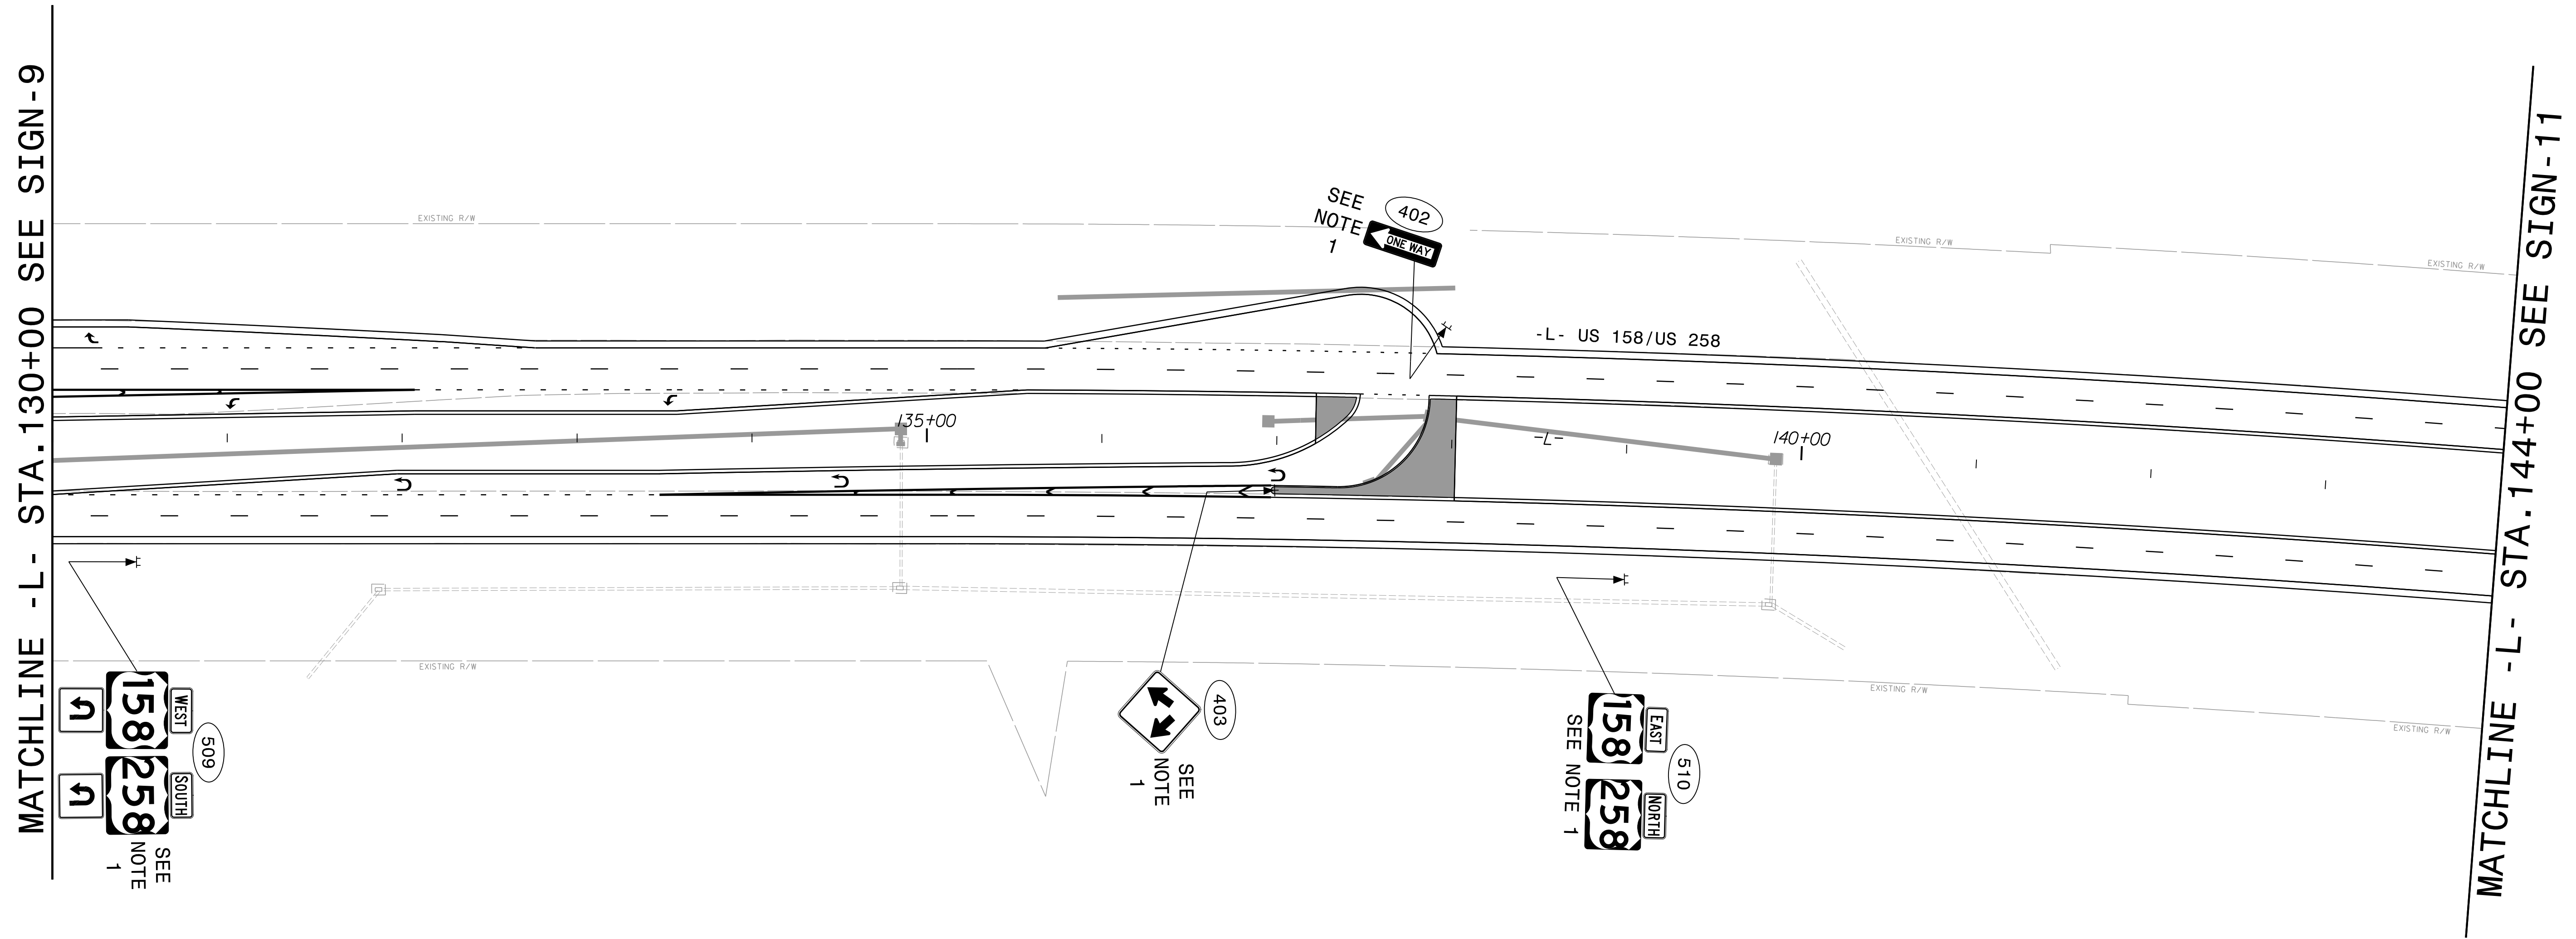 MATCHLINE -L- STA.130+00 SEE SIGN-9
EXISTING R/W
SEE
NOTE
1
402
ONE WAY
EXISTING R/W
EXISTING R/W
-L- US 158/US 258
135+00
-L-
140+00
EXISTING R/W
EXISTING R/W
EXISTING R/W
WEST
158
SOUTH
258
509
SEE
NOTE
1
403
SEE
NOTE
1
EAST
158
NORTH
258
510
SEE NOTE 1
MATCHLINE -L- STA.144+00 SEE SIGN-11